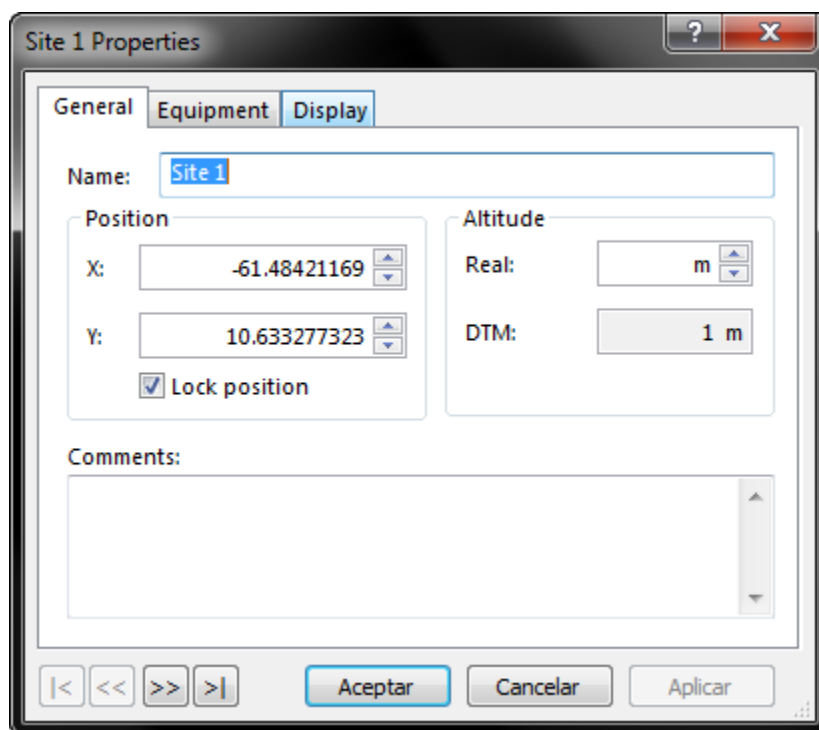 Site 1 Properties
?
X
General Equipment Display
Name: Site 1
Position Altitude
X: -61.48421169 Real: m
Y: 10.633277323 DTM: 1 m
Lock position
Comments:
|< << >> >| Aceptar Cancelar Aplicar